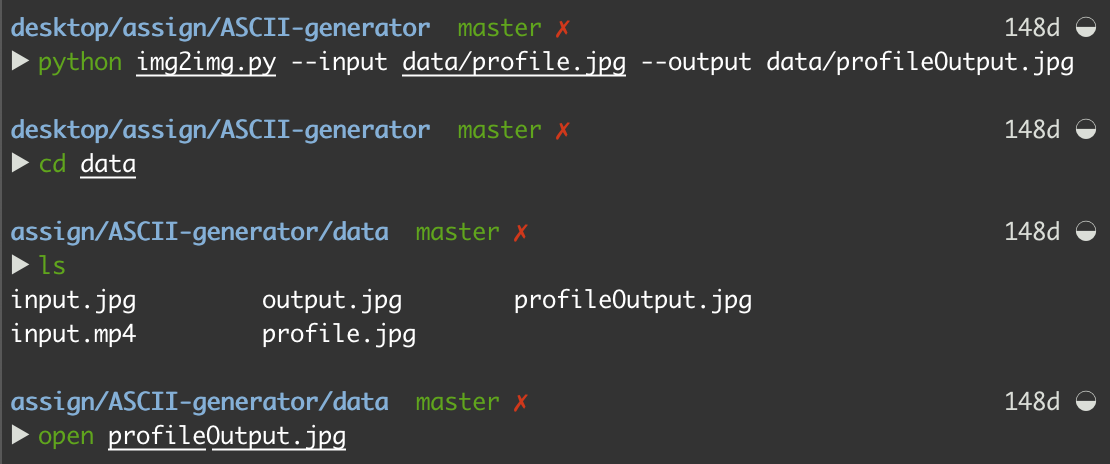 desktop/assign/ASCII-generator master ✗ 148d
▶ python img2img.py --input data/profile.jpg --output data/profileOutput.jpg
desktop/assign/ASCII-generator master ✗ 148d
▶ cd data
assign/ASCII-generator/data master ✗ 148d
▶ ls
input.jpg output.jpg profileOutput.jpg
input.mp4 profile.jpg
assign/ASCII-generator/data master ✗ 148d
▶ open profileOutput.jpg